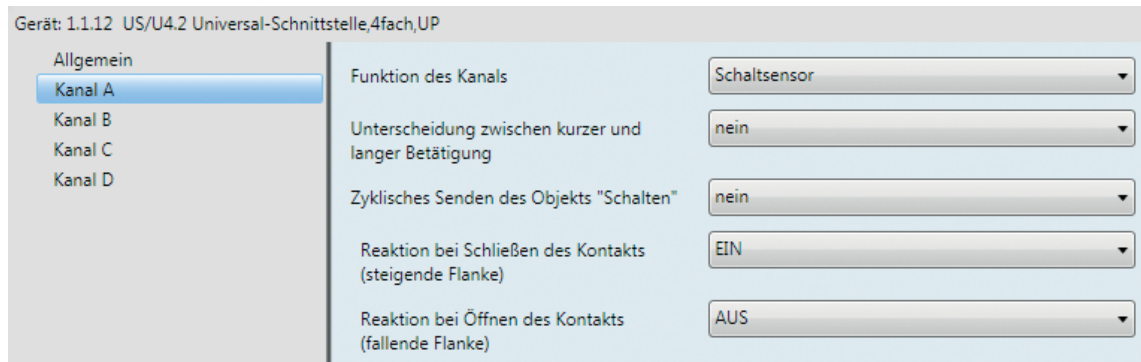 Gerät: 1.1.12 US/U4.2 Universal-Schnittstelle,4fach,UP
Allgemein
Kanal A
Kanal B
Kanal C
Kanal D
Funktion des Kanals
Schaltsensor
Unterscheidung zwischen kurzer und
langer Betätigung
nein
Zyklisches Senden des Objekts "Schalten"
nein
Reaktion bei Schließen des Kontakts
(steigende Flanke)
EIN
Reaktion bei Öffnen des Kontakts
(fallende Flanke)
AUS